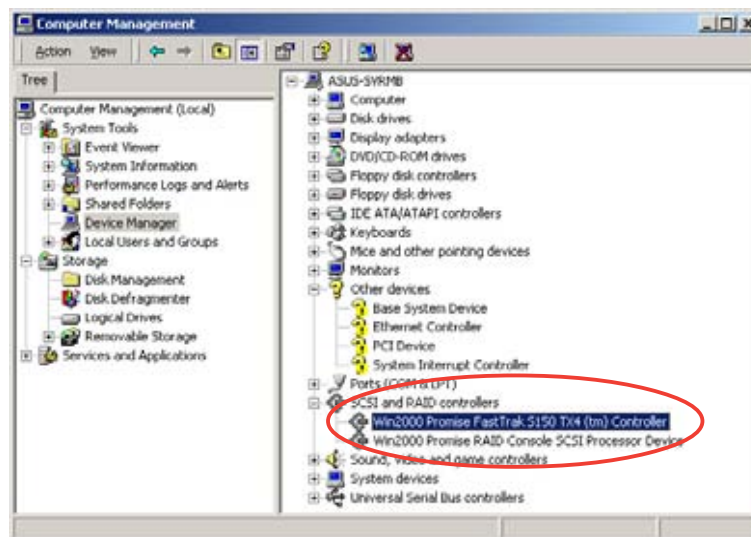 Computer Management
Action View
Tree
Computer Management (Local)
System Tools
Event Viewer
System Information
Performance Logs and Alerts
Shared Folders
Device Manager
Local Users and Groups
Storage
Disk Management
Disk Defragmenter
Logical Drives
Removable Storage
Services and Applications
ASUS-SVRMB
Computer
Disk drives
Display adapters
DVD/CD-ROM drives
Floppy disk controllers
Floppy disk drives
IDE ATA/ATAPI controllers
Keyboards
Mice and other pointing devices
Monitors
Other devices
Base System Device
Ethernet Controller
PCI Device
System Interrupt Controller
Ports (COM & LPT)
SCSI and RAID controllers
Win2000 Promise FastTrak S150 TX4 (tm) Controller
Win2000 Promise RAID Console SCSI Processor Device
Sound, video and game controllers
System devices
Universal Serial Bus controllers